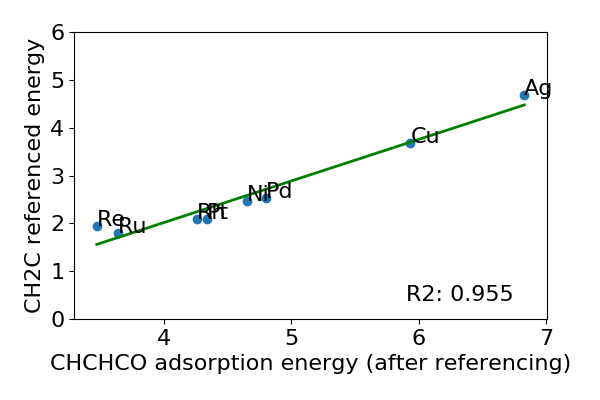 6
5
4
3
2
1
0
CH2C referenced energy
Ag
Cu
Pd
Ni
Pt
Re
Ru
R2: 0.955
4
5
6
7
CHCHCO adsorption energy (after referencing)